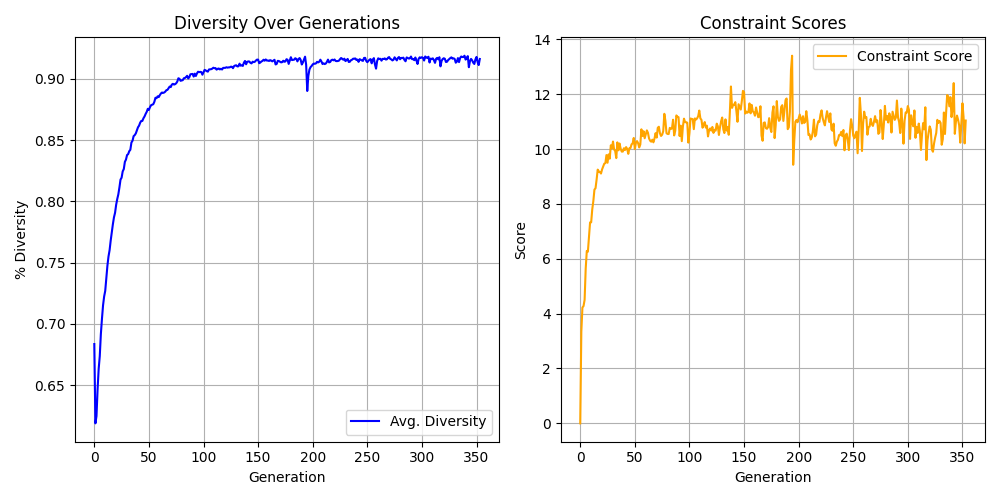 Diversity Over Generations
% Diversity
0.90
0.85
0.80
0.75
0.70
0.65
0 50 100 150 200 250 300 350
Generation
Avg. Diversity
Constraint Scores
Score
14
12
10
8
6
4
2
0
0 50 100 150 200 250 300 350
Generation
Constraint Score